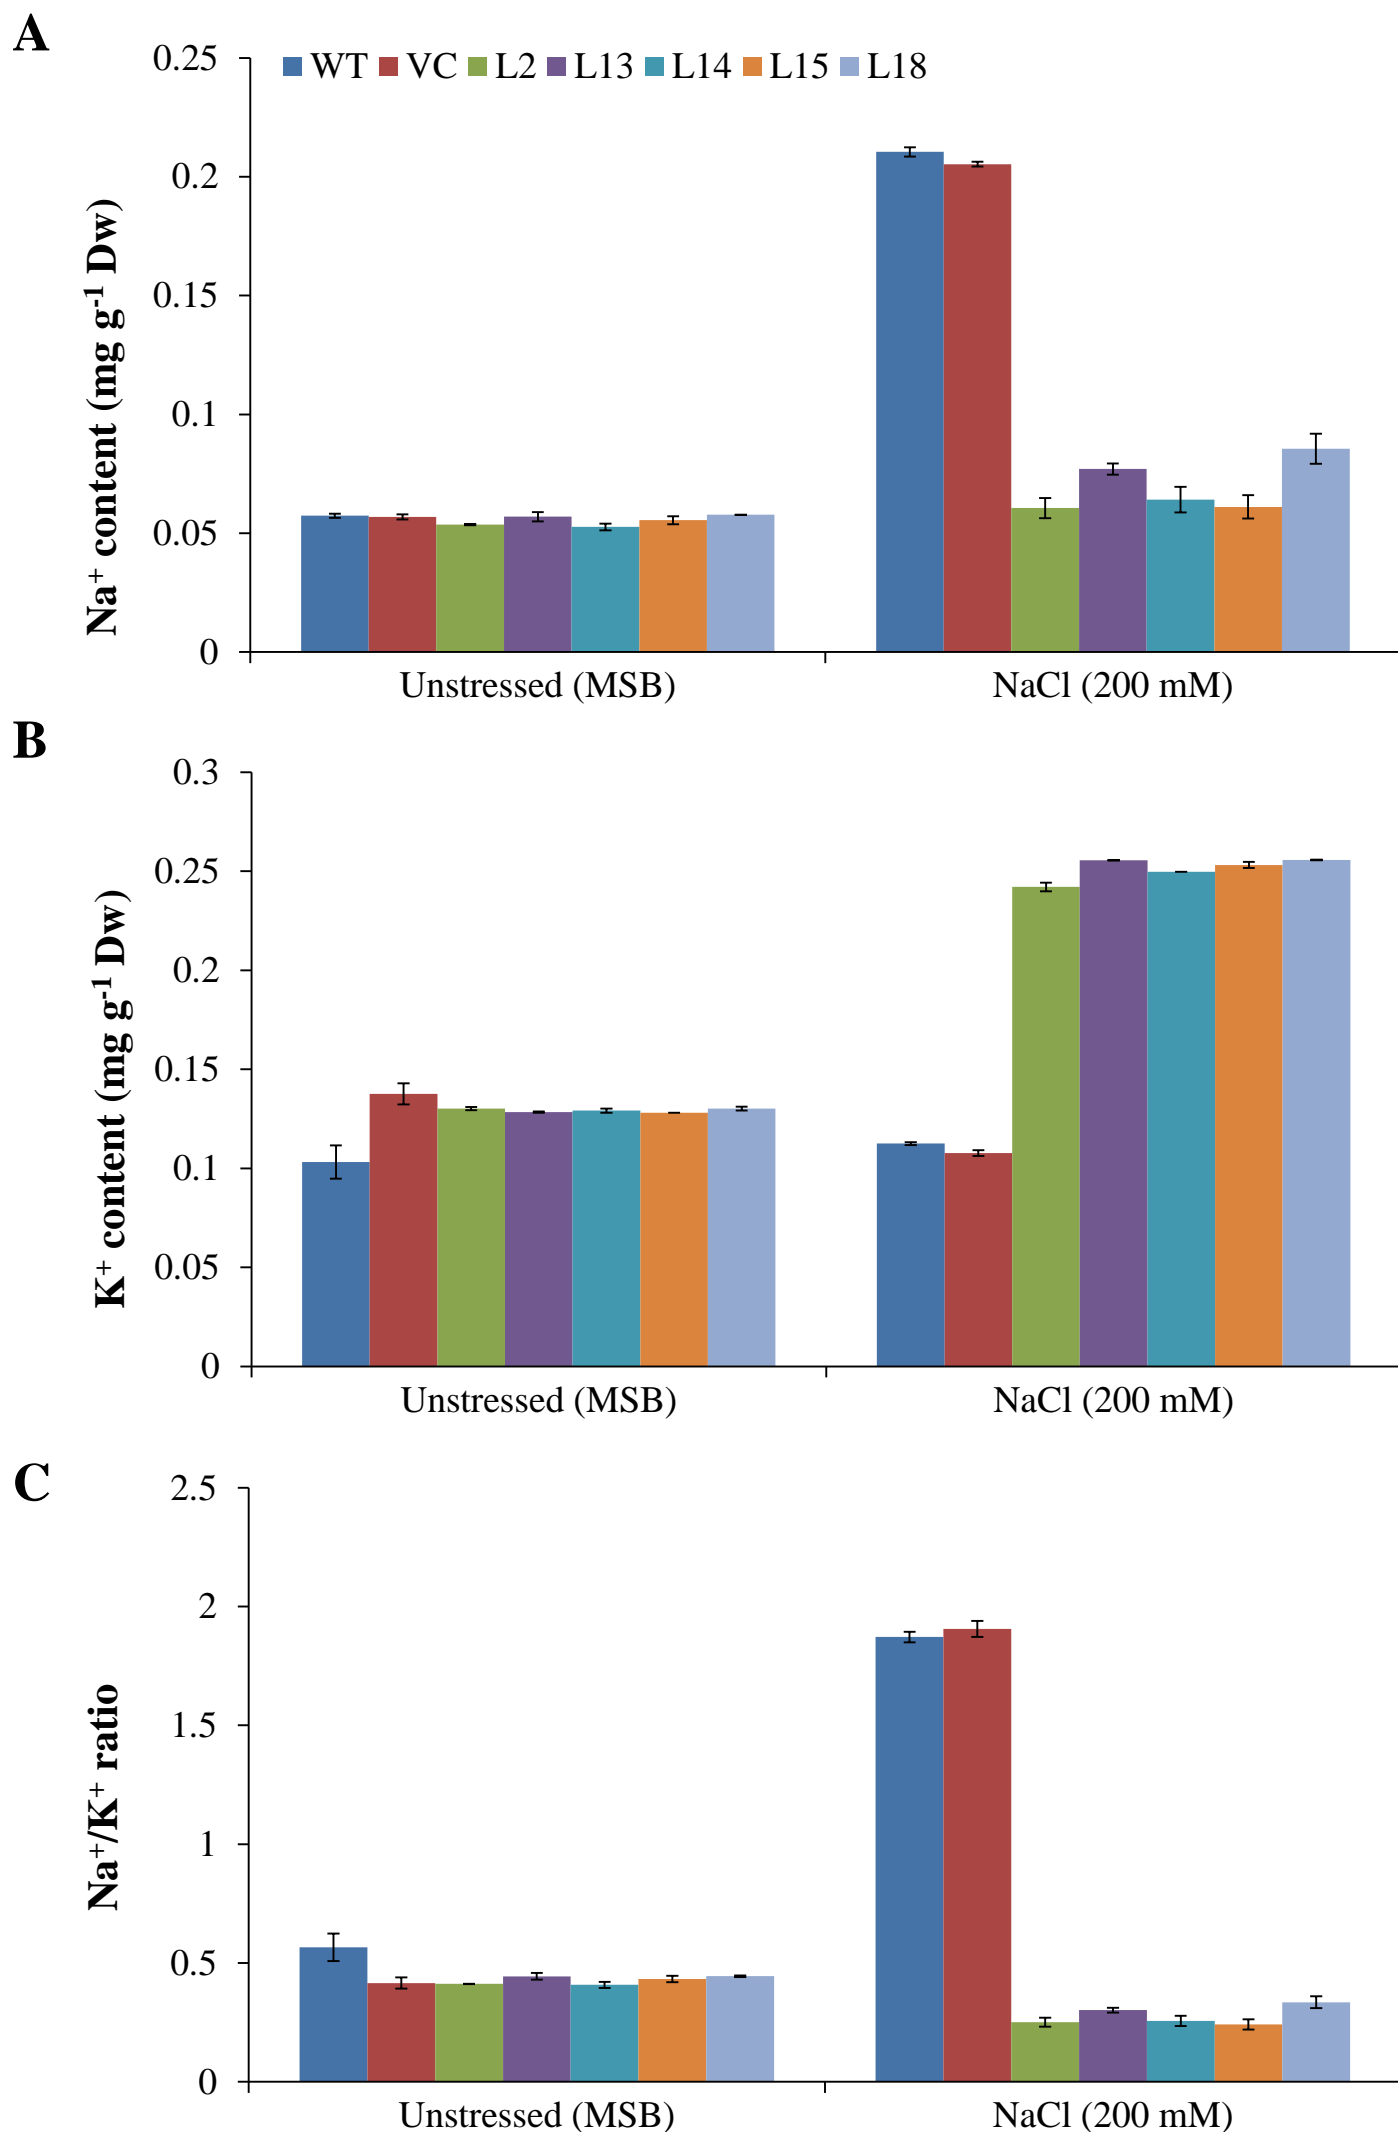 A
0.25
WT VC L2 L13 L14 L15 L18
0.2
0.15
0.1
0.05
0
Na⁺ content (mg g⁻¹ Dw)
Unstressed (MSB) NaCl (200 mM)
B
0.3
0.25
0.2
0.15
0.1
0.05
0
K⁺ content (mg g⁻¹ Dw)
Unstressed (MSB) NaCl (200 mM)
C
2.5
2
1.5
1
0.5
0
Na⁺/K⁺ ratio
Unstressed (MSB) NaCl (200 mM)